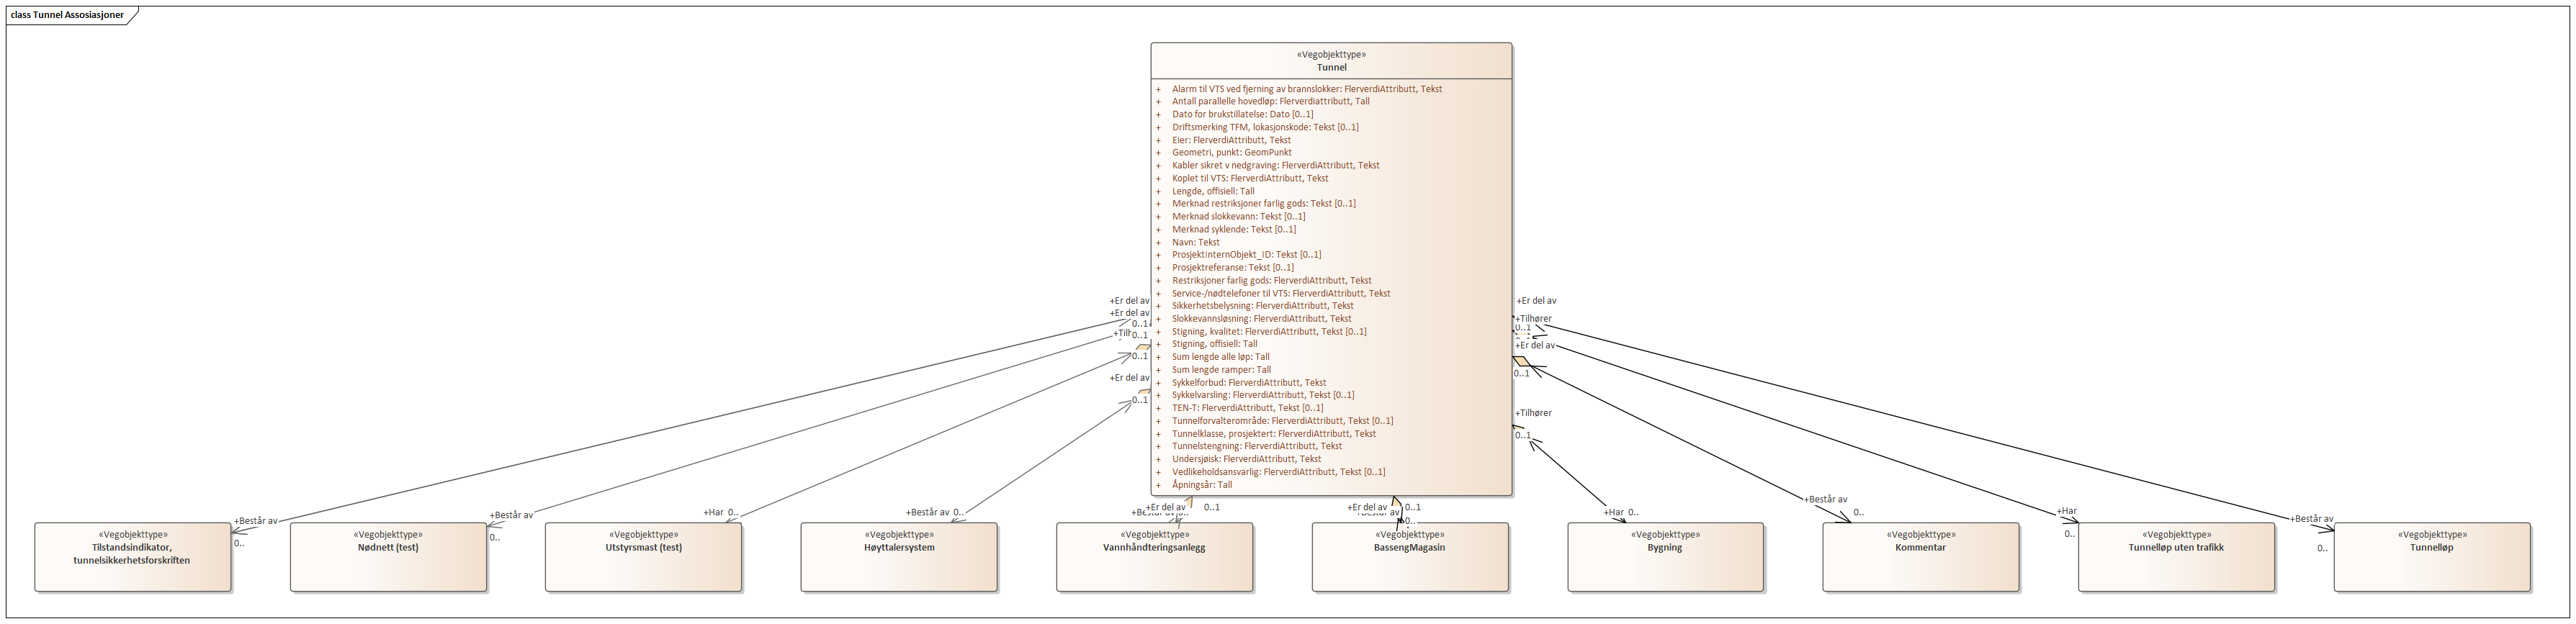 class Tunnel Assosiasjoner
«Vegobjekttype»
Tunnel
+ Alarm til VTS ved fjerning av brannslokker: FlerverdiAttributt, Tekst
+ Antall parallelle hovedløp: Flerverdiattributt, Tall
+ Dato for brukstillatelse: Dato [0..1]
+ Driftsmerking TFM, lokasjonskode: Tekst [0..1]
+ Eier: FlerverdiAttributt, Tekst
+ Geometri, punkt: GeomPunkt
+ Kabler sikret v nedgraving: FlerverdiAttributt, Tekst
+ Koplet til VTS: FlerverdiAttributt, Tekst
+ Lengde, offisiell: Tall
+ Merknad restriksjoner farlig gods: Tekst [0..1]
+ Merknad slokkevann: Tekst [0..1]
+ Merknad syklende: Tekst [0..1]
+ Navn: Tekst
+ ProsjektInternObjekt_ID: Tekst [0..1]
+ Prosjektreferanse: Tekst [0..1]
+ Restriksjoner farlig gods: FlerverdiAttributt, Tekst
+ Service-/nødtelefoner til VTS: FlerverdiAttributt, Tekst
+ Sikkerhetsbelysning: FlerverdiAttributt, Tekst
+ Slokkevannsløsning: FlerverdiAttributt, Tekst
+ Stigning, kvalitet: FlerverdiAttributt, Tekst [0..1]
+ Stigning, offisiell: Tall
+ Sum lengde alle løp: Tall
+ Sum lengde ramper: Tall
+ Sykkelforbud: FlerverdiAttributt, Tekst
+ Sykkelvarsling: FlerverdiAttributt, Tekst [0..1]
+ TEN-T: FlerverdiAttributt, Tekst [0..1]
+ Tunnelforvalterområde: FlerverdiAttributt, Tekst [0..1]
+ Tunnelklasse, prosjektert: FlerverdiAttributt, Tekst
+ Tunnelstengning: FlerverdiAttributt, Tekst
+ Undersjøisk: FlerverdiAttributt, Tekst
+ Vedlikeholdsansvarlig: FlerverdiAttributt, Tekst [0..1]
+ Åpningsår: Tall
+Er del av
+Er del av
0..1
0..1
0..1
+Er del av
0..1
+Er del av
+Tilhører
0..1
+Er del av
0..1
+Tilhører
0..1
+Er del av 0..1
+Er del av 0..1
+Består av
0..
+Består av
0..
+Har 0..
+Består av 0..
0..
+Har 0..
+Består av
0..
+Har
0..
+Består av
0..
«Vegobjekttype»
Tilstandsindikator,
tunnelsikkerhetsforskriften
«Vegobjekttype»
Nødnett (test)
«Vegobjekttype»
Utstyrsmast (test)
«Vegobjekttype»
Høyttalersystem
«Vegobjekttype»
Vannhåndteringsanlegg
«Vegobjekttype»
BassengMagasin
«Vegobjekttype»
Bygning
«Vegobjekttype»
Kommentar
«Vegobjekttype»
Tunnelløp uten trafikk
«Vegobjekttype»
Tunnelløp